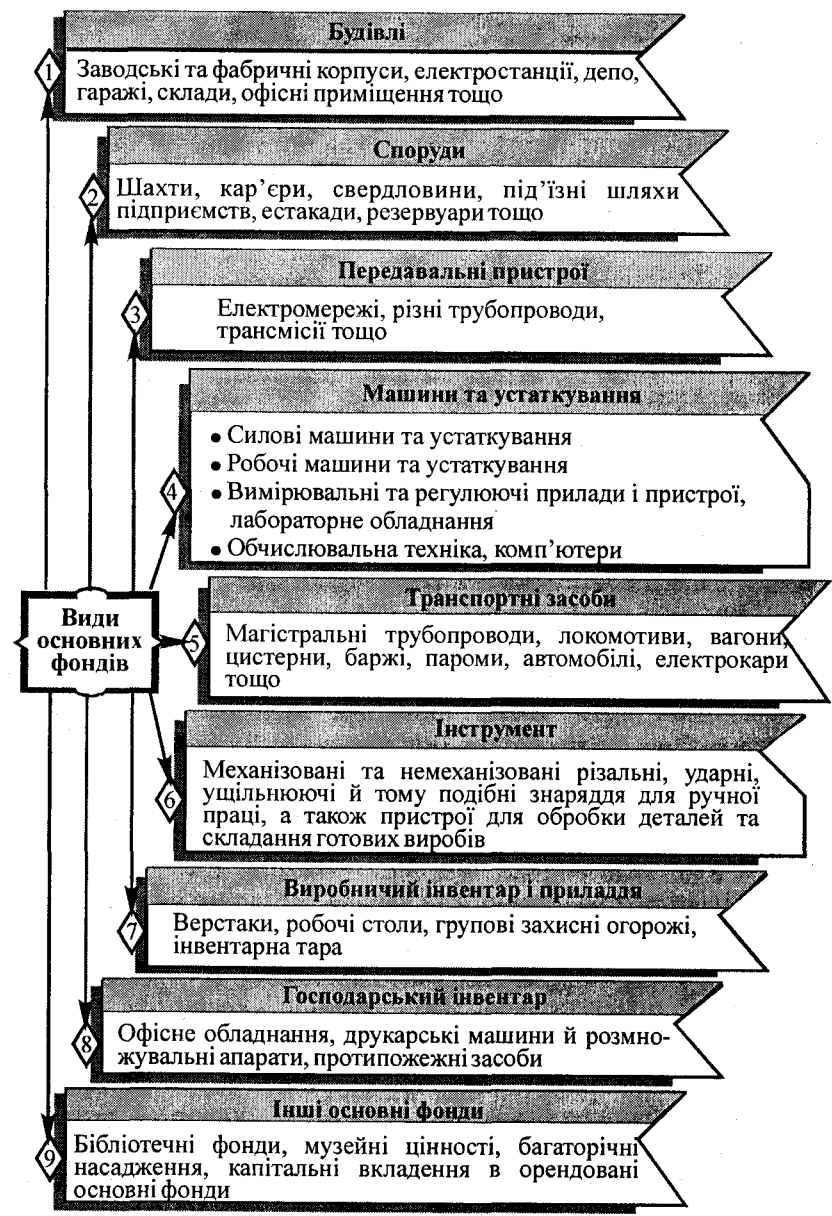 Будівлі
1
Заводські та фабричні корпуси, електростанції, депо,
гаражі, склади, офісні приміщення тощо
Споруди
2
Шахти, кар’єри, свердловини, під’їзні шляхи
підприємств, естакади, резервуари тощо
Передавальні пристрої
3
Електромережі, різні трубопроводи,
трансмісії тощо
Машини та устаткування
4
• Силові машини та устаткування
• Робочі машини та устаткування
• Вимірювальні та регулюючі прилади і пристрої,
лабораторне обладнання
• Обчислювальна техніка, комп’ютери
Види
основних
фондів
Транспортні засоби
5
Магістральні трубопроводи, локомотиви, вагони,
цистерни, баржі, пароми, автомобілі, електрокари
тощо
Інструмент
6
Механізовані та немеханізовані різальні, ударні,
ущільнюючі й тому подібні знаряддя для ручної
праці, а також пристрої для обробки деталей та
складання готових виробів
Виробничий інвентар і приладдя
7
Верстаки, робочі столи, групові захисні огорожі,
інвентарна тара
Господарський інвентар
8
Офісне обладнання, друкарські машини й розмно-
жувальні апарати, протипожежні засоби
Інші основні фонди
9
Бібліотечні фонди, музейні цінності, багаторічні
насадження, капітальні вкладення в орендовані
основні фонди